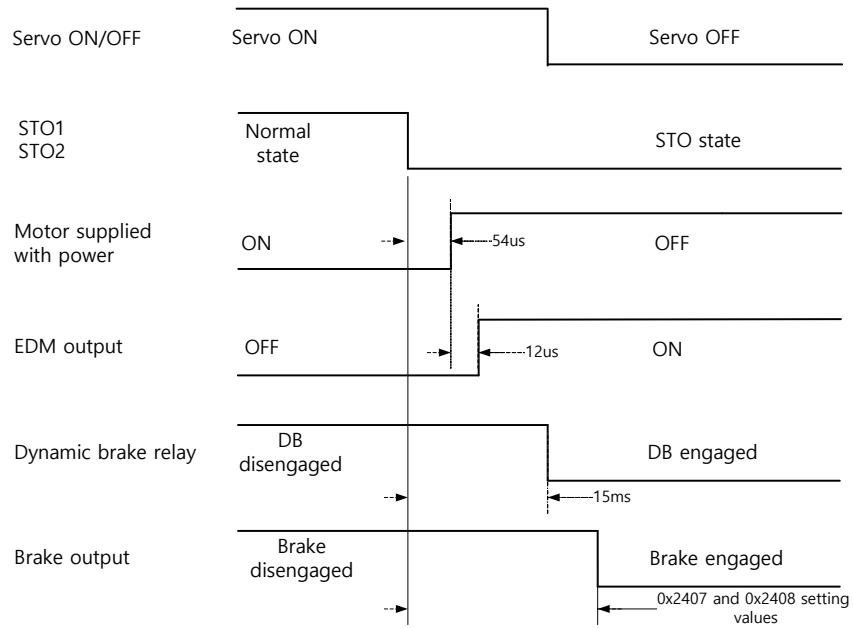 Servo ON/OFF
Servo ON
Servo OFF
STO1
STO2
Normal
state
STO state
Motor supplied
with power
ON
54us
OFF
EDM output
OFF
12us
ON
Dynamic brake relay
DB
disengaged
DB engaged
15ms
Brake output
Brake
disengaged
Brake engaged
0x2407 and 0x2408 setting
values